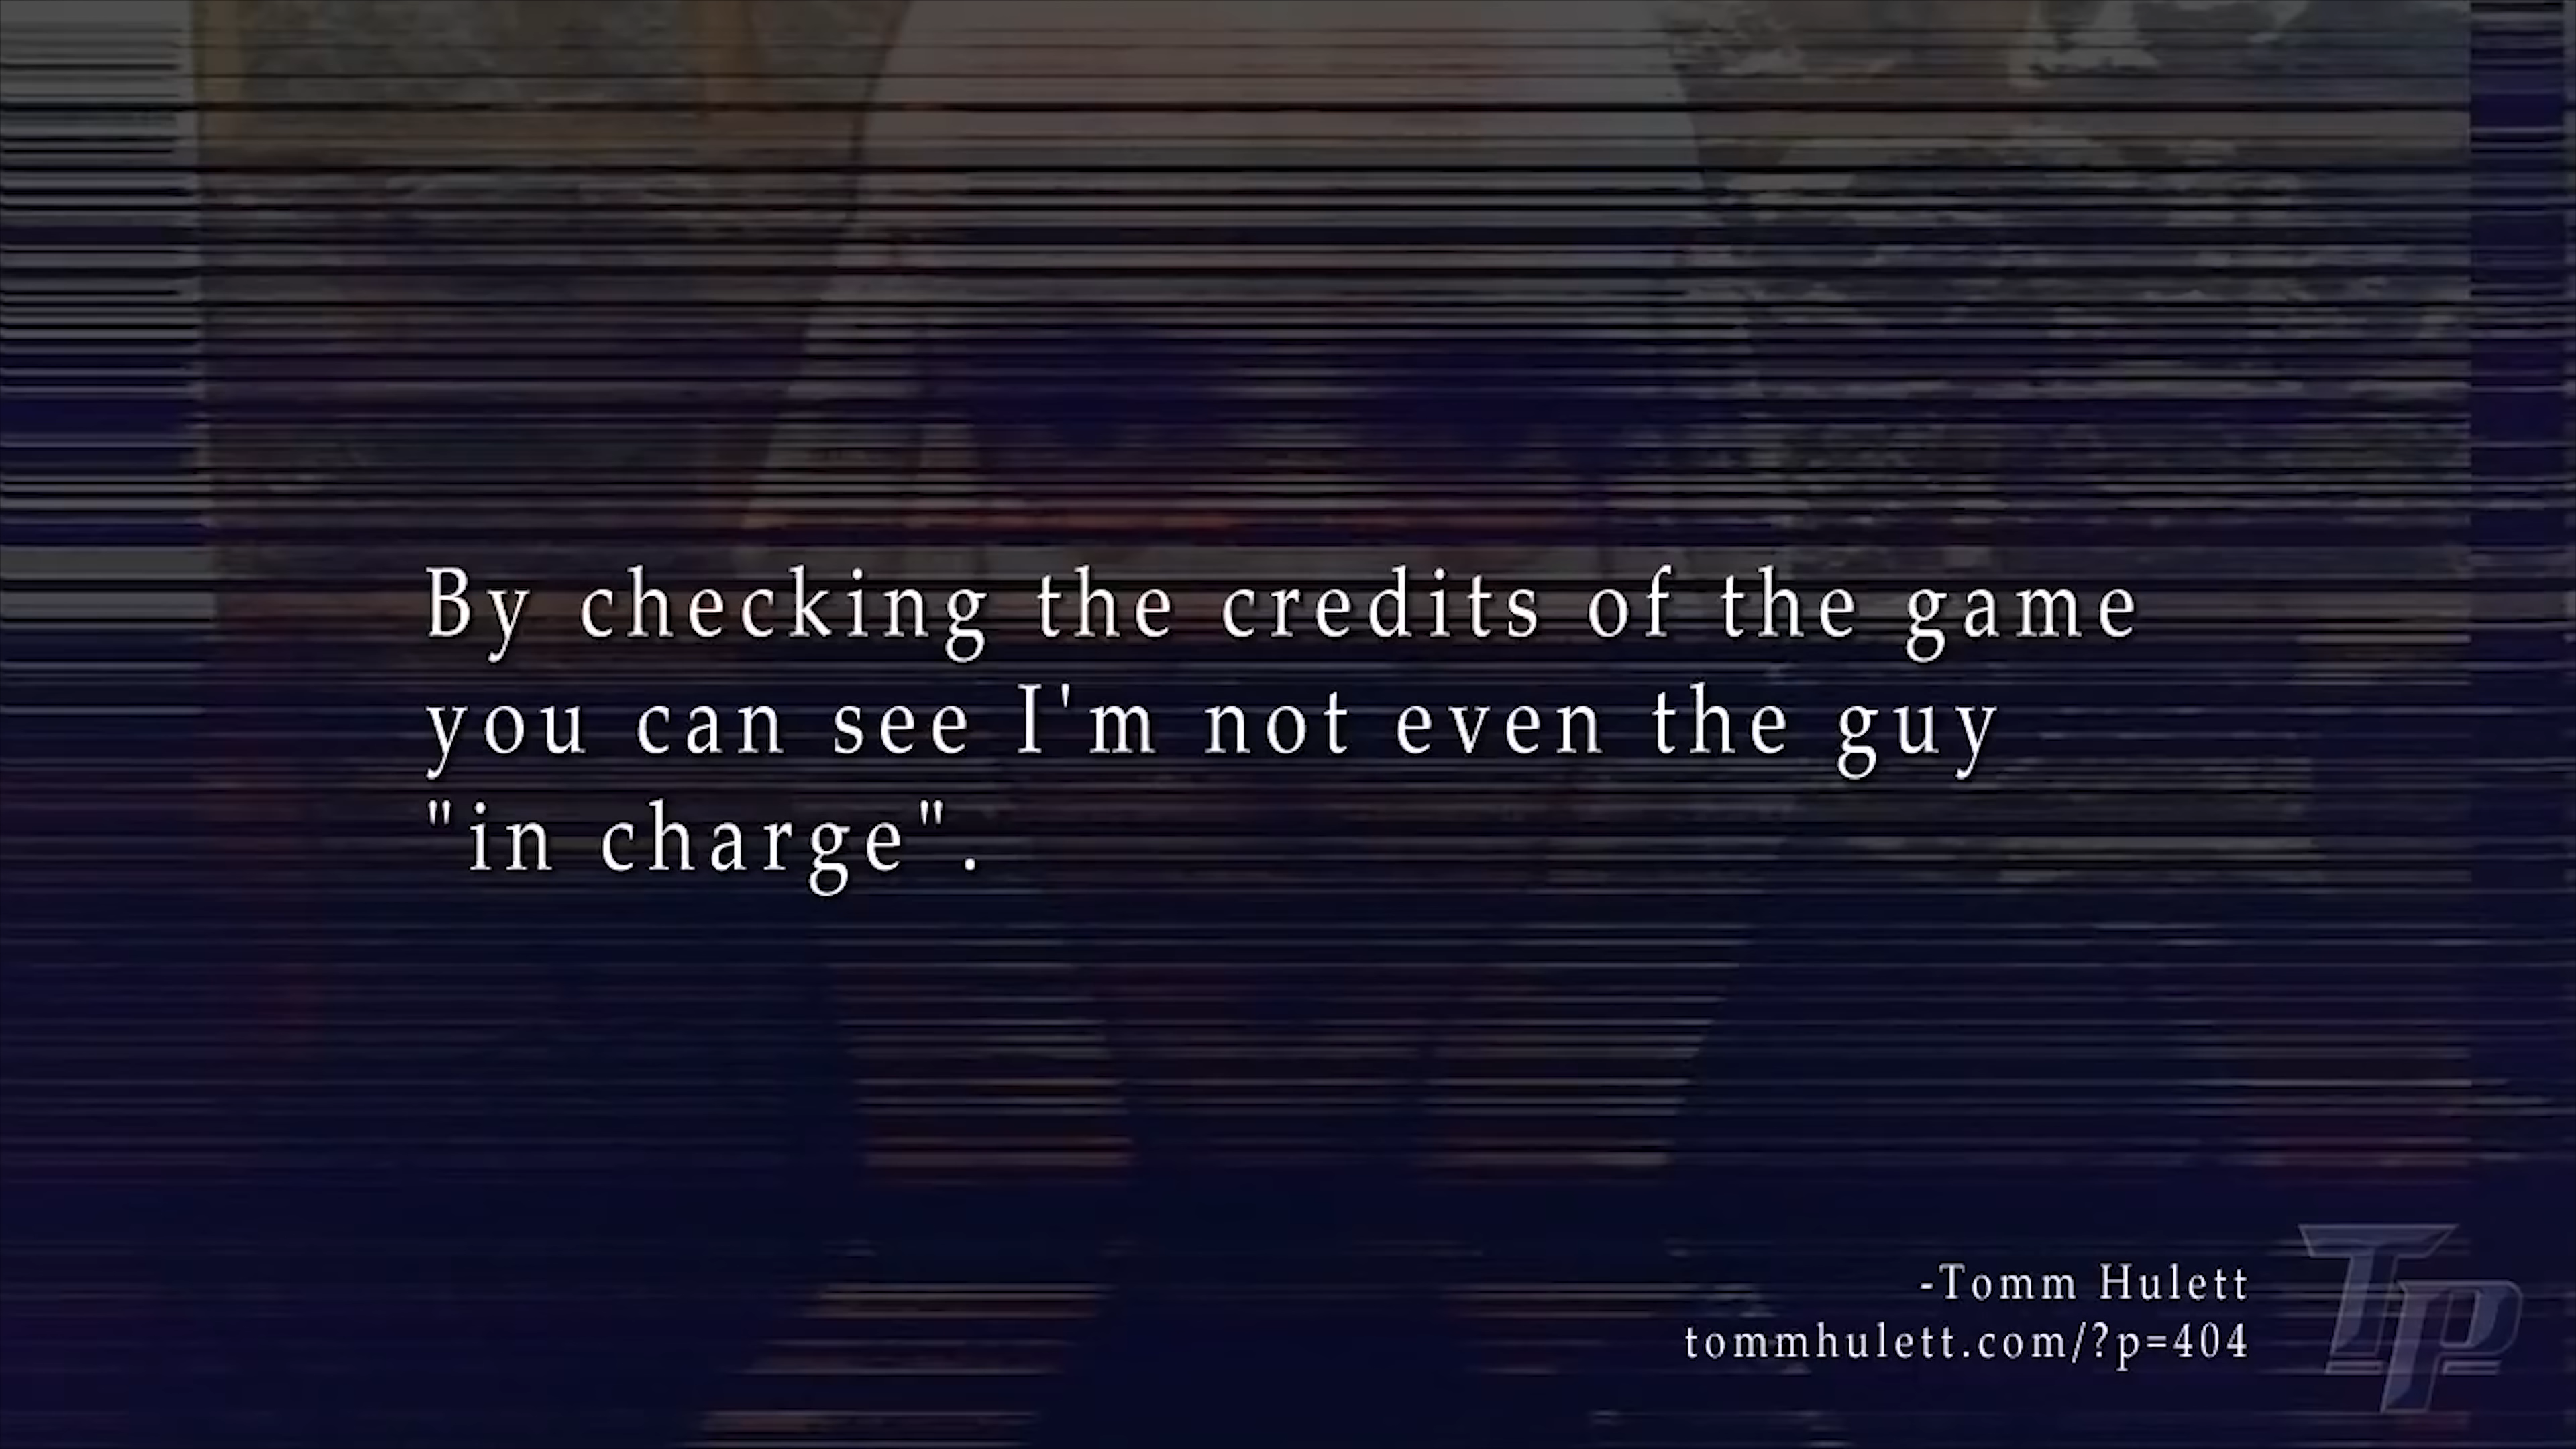 By checking the credits of the game
you can see I'm not even the guy
"in charge".
-Tomm Hulett
tommhulett.com/?p=404
TP